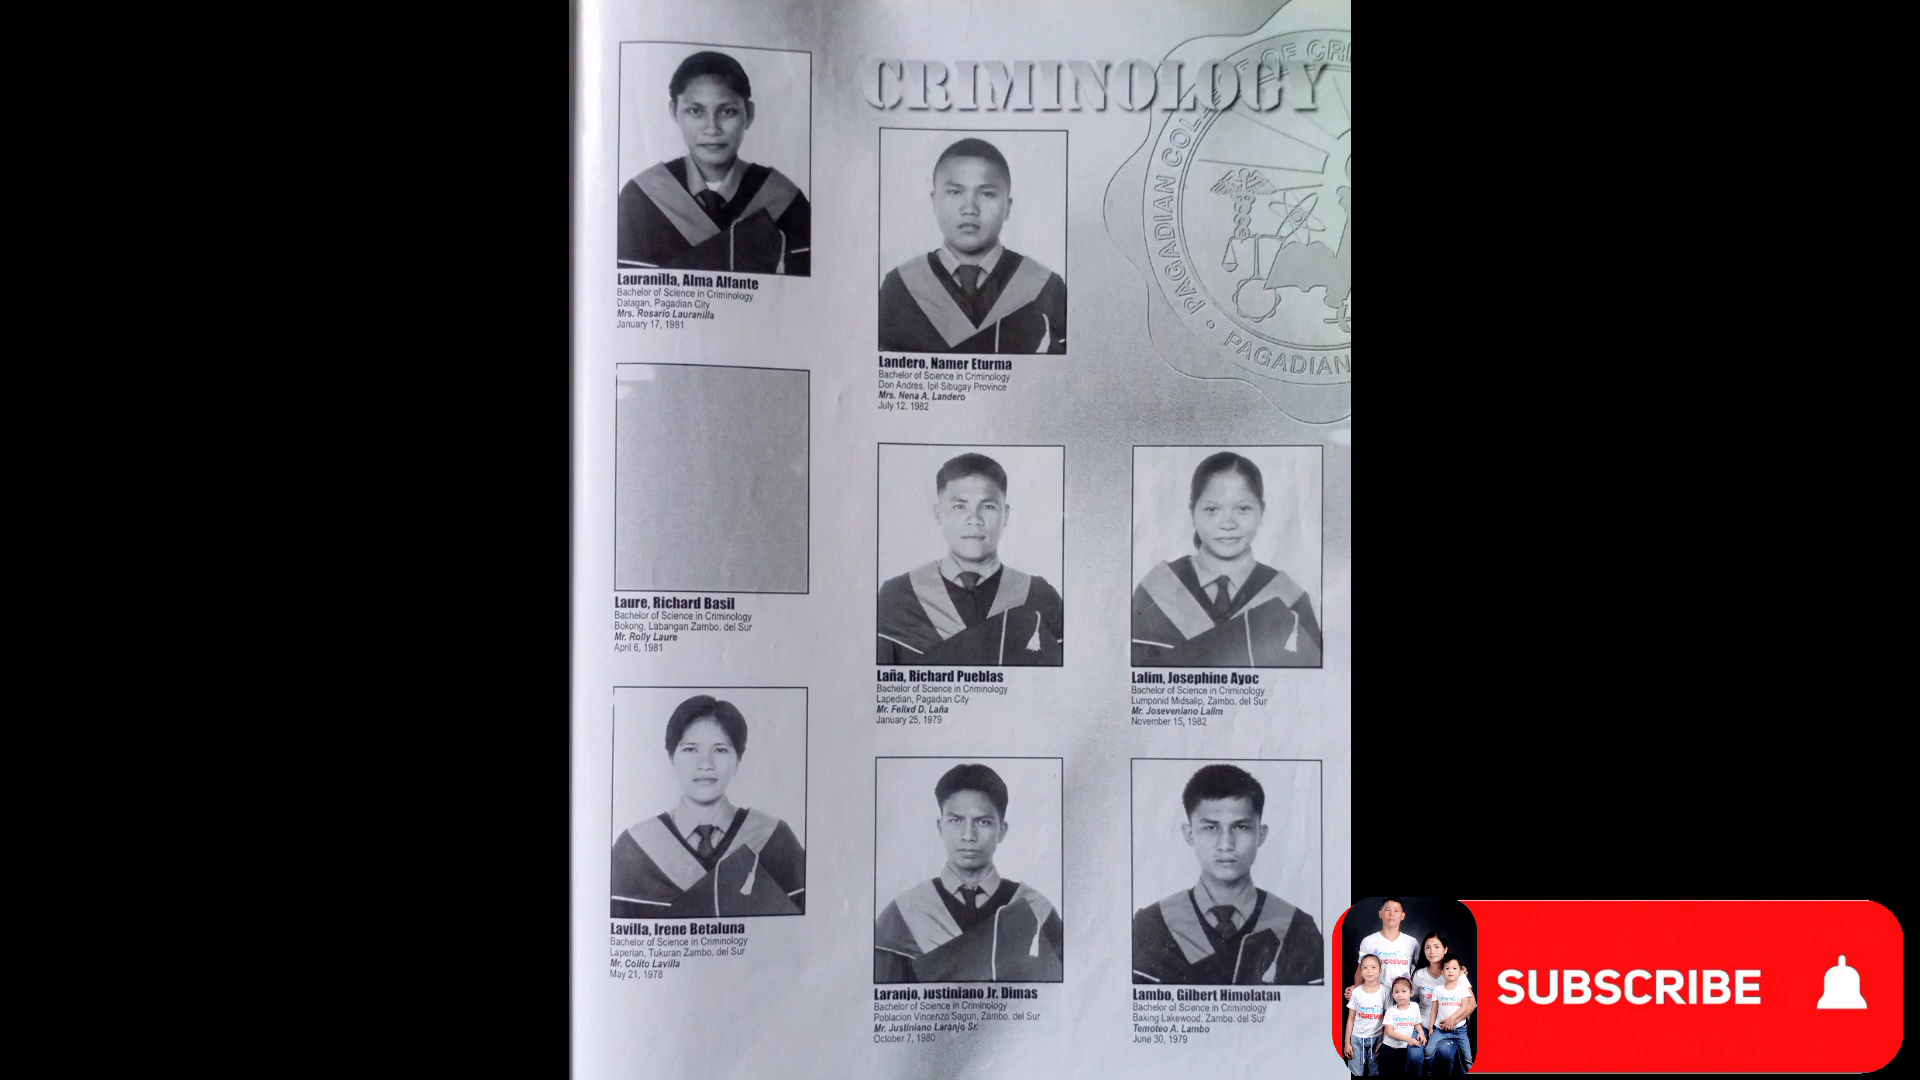 CRIMINOLOGY
PAGADIAN COLLEGE OF CRI
PAGADIAN
Lauranilla, Alma Alfante
Bachelor of Science in Criminology
Datagan, Pagadian City
Mrs. Rosario Lauranilla
January 17, 1981
Laure, Richard Basil
Bachelor of Science in Criminology
Bokong, Labangan Zambo. del Sur
Mr. Rolly Laure
April 6, 1981
Lavilla, Irene Betaluna
Bachelor of Science in Criminology
Laperian, Tukuran Zambo. del Sur
Mr. Colito Lavilla
May 21, 1978
Landero, Namer Eturma
Bachelor of Science in Criminology
Don Andres, Ipil Sibugay Province
Mrs. Nena A. Landero
July 12, 1982
Laña, Richard Pueblas
Bachelor of Science in Criminology
Lapedian, Pagadian City
Mr. Felixd D. Laña
January 25, 1979
Laranjo, Justiniano Jr. Dimas
Bachelor of Science in Criminology
Poblacion Vincenzo Sagun, Zambo. del Sur
Mr. Justiniano Laranjo Sr.
October 7, 1980
Lalim, Josephine Ayoc
Bachelor of Science in Criminology
Lumponid Midsalip, Zambo. del Sur
Mr. Joseveniano Lalim
November 15, 1982
Lambo, Gilbert Himolatan
Bachelor of Science in Criminology
Baking Lakewood, Zambo. del Sur
Temoteo A. Lambo
June 30, 1979
FOREVER
SUBSCRIBE